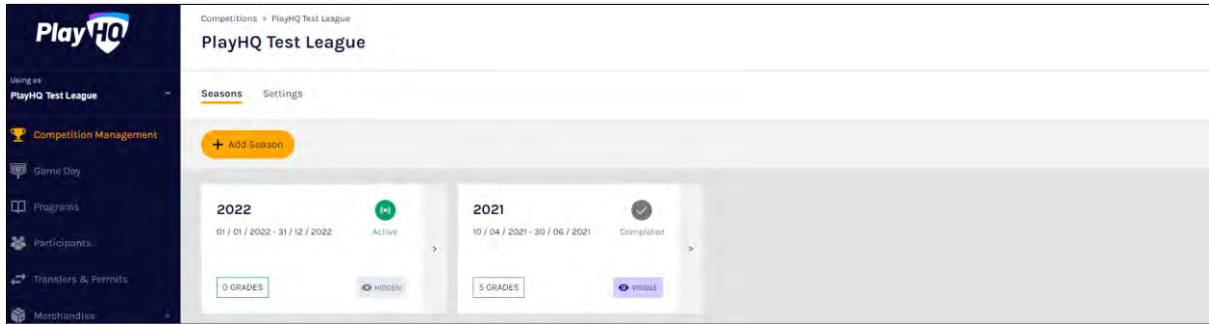 PlayHQ
Using as
PlayHQ Test League
Competition Management
Game Day
Programs
Participants
Transfers & Permits
Merchandise
Competitions > PlayHQ Test League
PlayHQ Test League
Seasons Settings
+ Add Season
2022
01 / 01 / 2022 - 31 / 12 / 2022
Active
>
0 GRADES
HIDDEN
2021
10 / 04 / 2021 - 30 / 06 / 2021
Completed
>
5 GRADES
VISIBLE